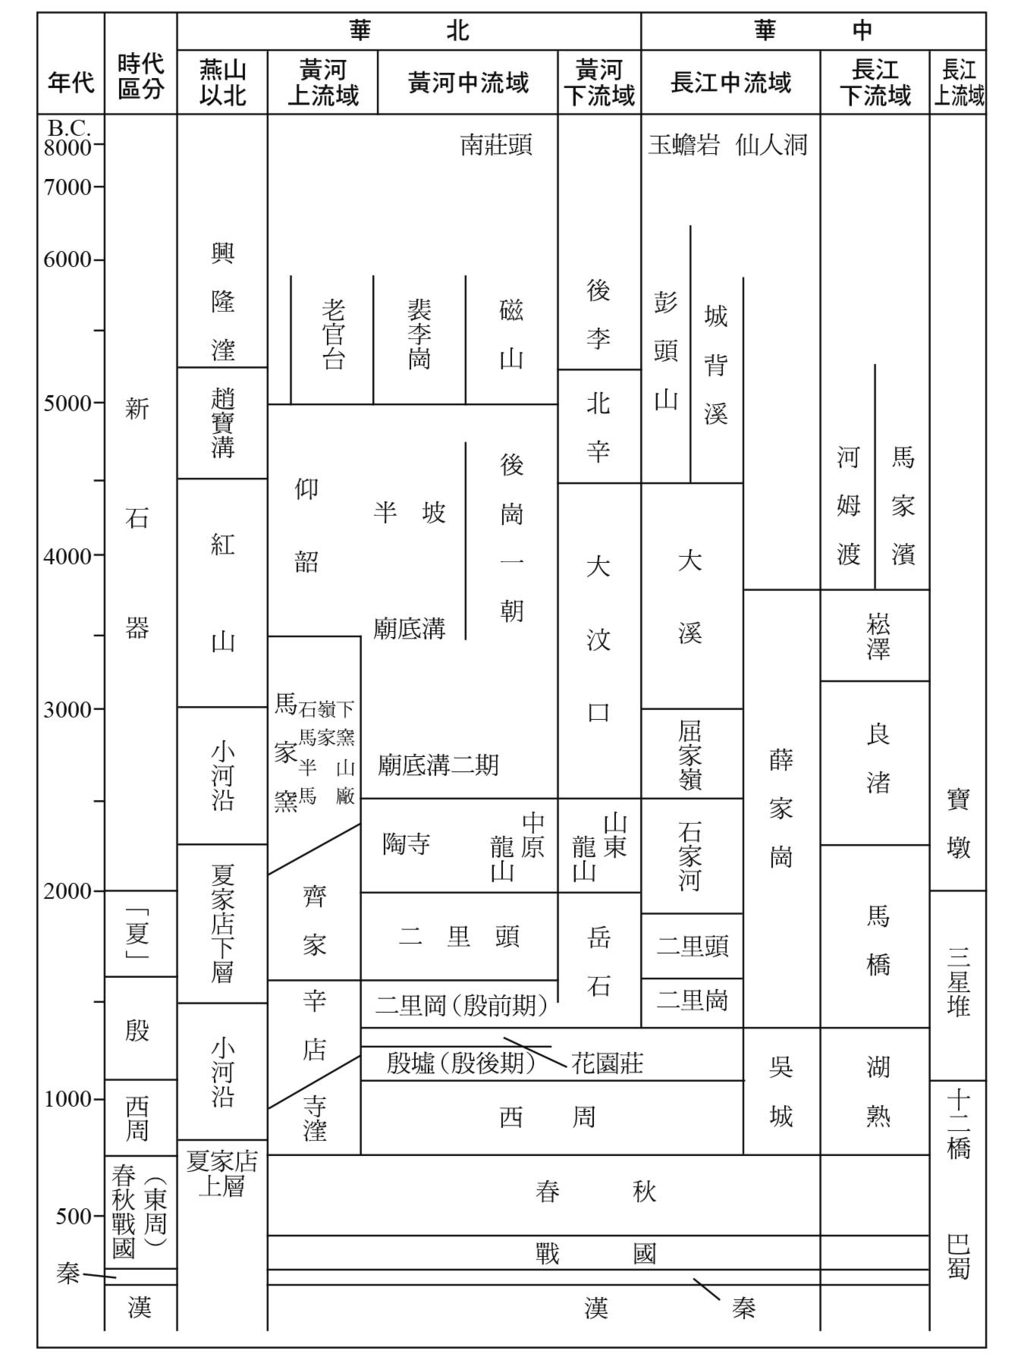 華 北
華 中
年代
時代
區分
燕山
以北
黃河
上流域
黃河中流域
黃河
下流域
長江中流域
長江
下流域
長江
上流域
B.C.
8000
7000
6000
5000
4000
3000
2000
1000
500
新石器
「夏」
殷
西周
春秋戰國
（東周）
秦
漢
興隆漥
趙寶溝
紅山
小河沿
夏家店下層
小河沿
夏家店
上層
老官台
仰韶
馬家窯
石嶺下
馬家窯
半山
馬廠
齊家
辛店
寺漥
南莊頭
裴李崗
磁山
半坡
後崗一朝
廟底溝
廟底溝二期
陶寺
中原
龍山
二里頭
二里岡（殷前期）
殷墟（殷後期）
花園莊
西周
後李
北辛
大汶口
山東
龍山
岳石
玉蟾岩 仙人洞
彭頭山
城背溪
大溪
屈家嶺
石家河
二里頭
二里崗
薛家崗
吳城
河姆渡
馬家濱
崧澤
良渚
馬橋
湖熟
寶墩
三星堆
十二橋
巴蜀
春秋
戰國
秦
漢